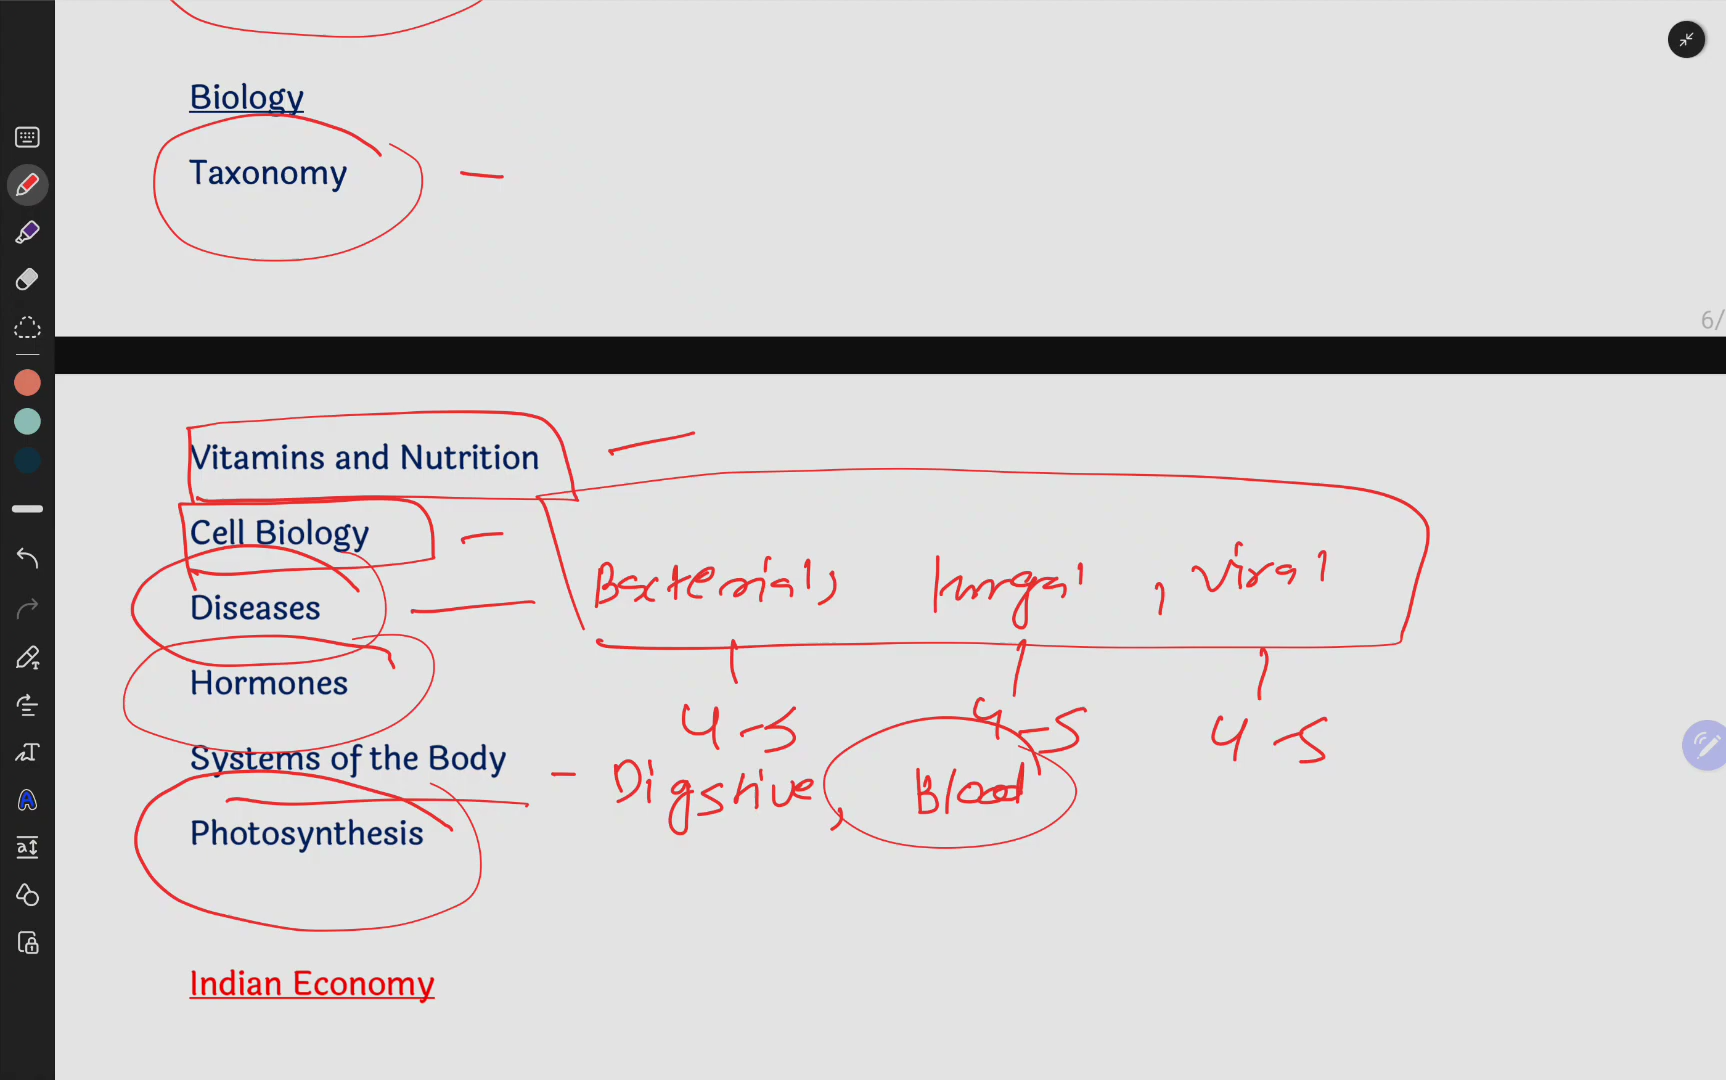 Biology
Taxonomy
6/
Vitamins and Nutrition
Cell Biology
Bacterial, fungal, viral
Diseases
Hormones
4-5 4-5 4-5
Systems of the Body - Digstive, Blood
Photosynthesis
Indian Economy